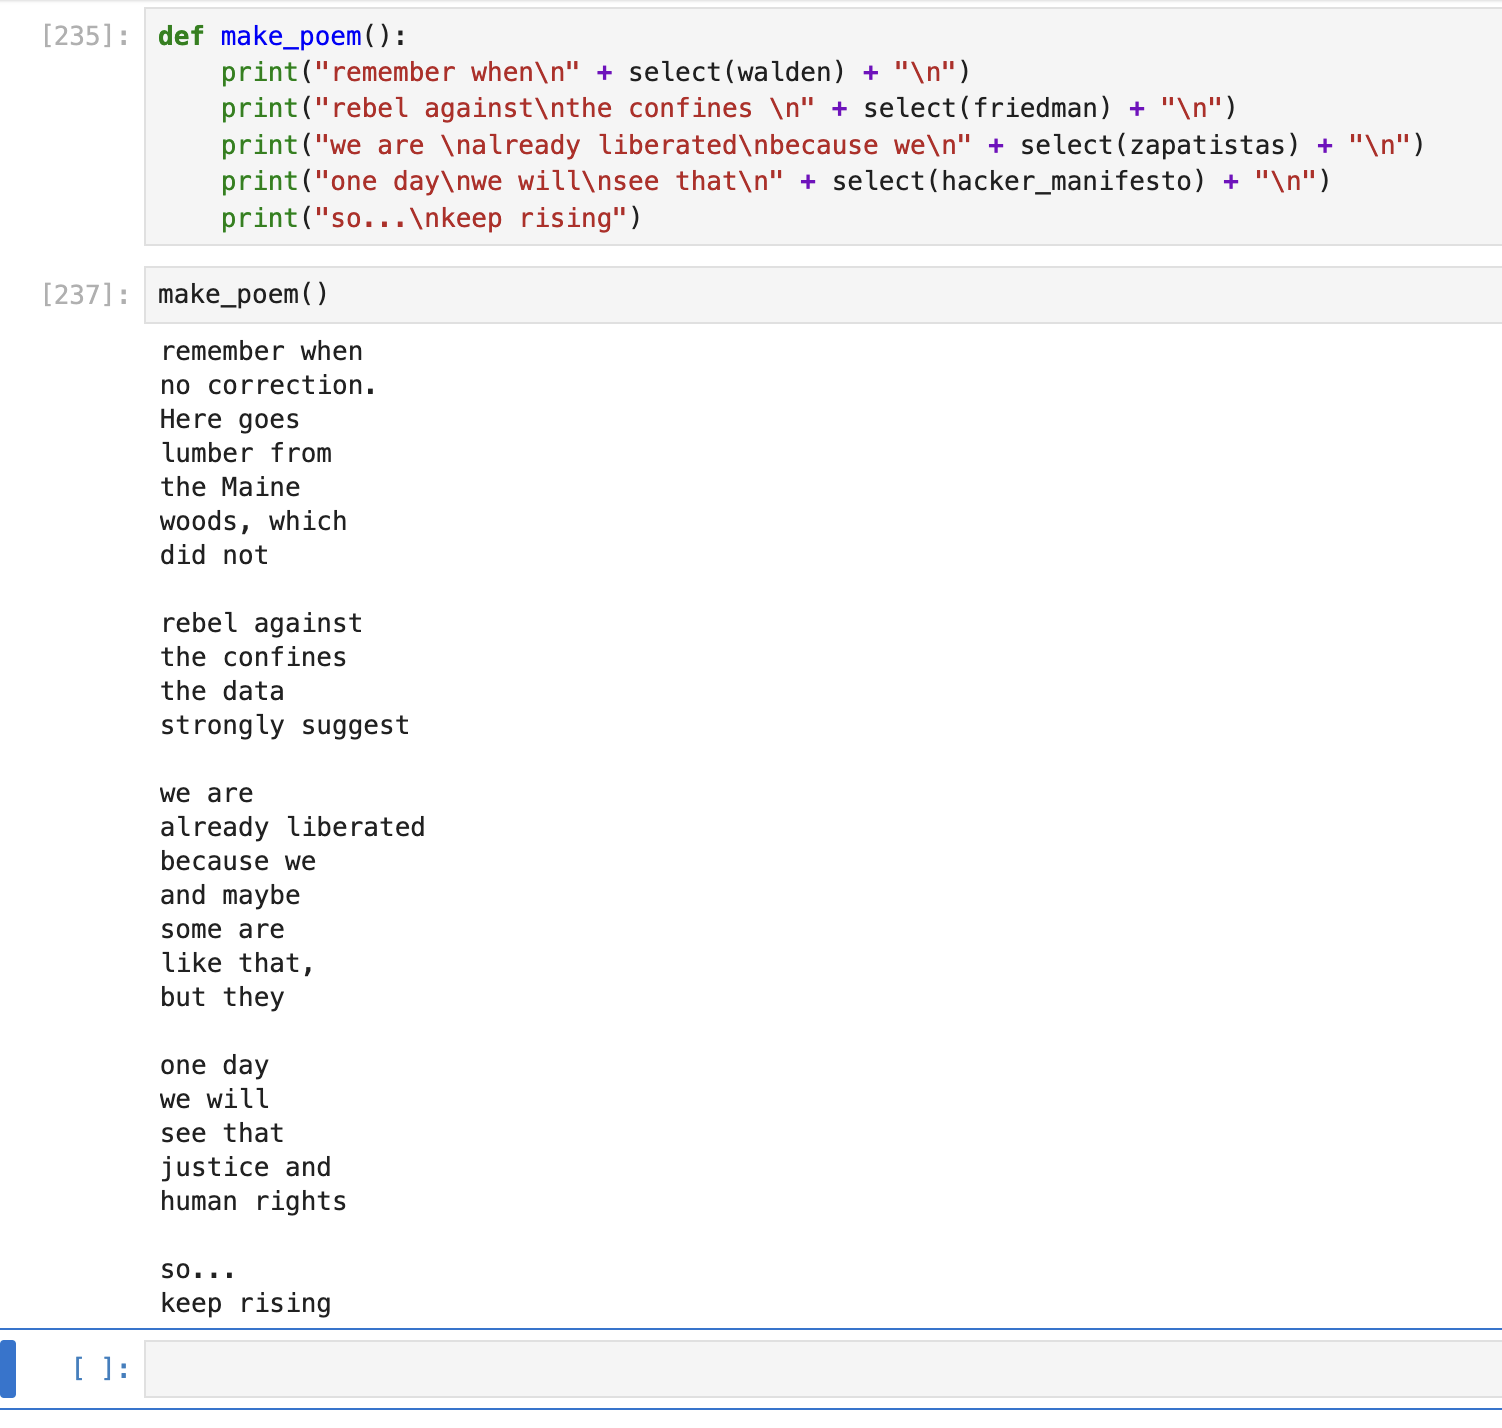 [235]: def make_poem():
    print("remember when\n" + select(walden) + "\n")
    print("rebel against\nthe confines \n" + select(friedman) + "\n")
    print("we are \nalready liberated\nbecause we\n" + select(zapatistas) + "\n")
    print("one day\nwe will\nsee that\n" + select(hacker_manifesto) + "\n")
    print("so...\nkeep rising")
[237]: make_poem()
remember when
no correction.
Here goes
lumber from
the Maine
woods, which
did not
rebel against
the confines
the data
strongly suggest
we are
already liberated
because we
and maybe
some are
like that,
but they
one day
we will
see that
justice and
human rights
so...
keep rising
[ ]: